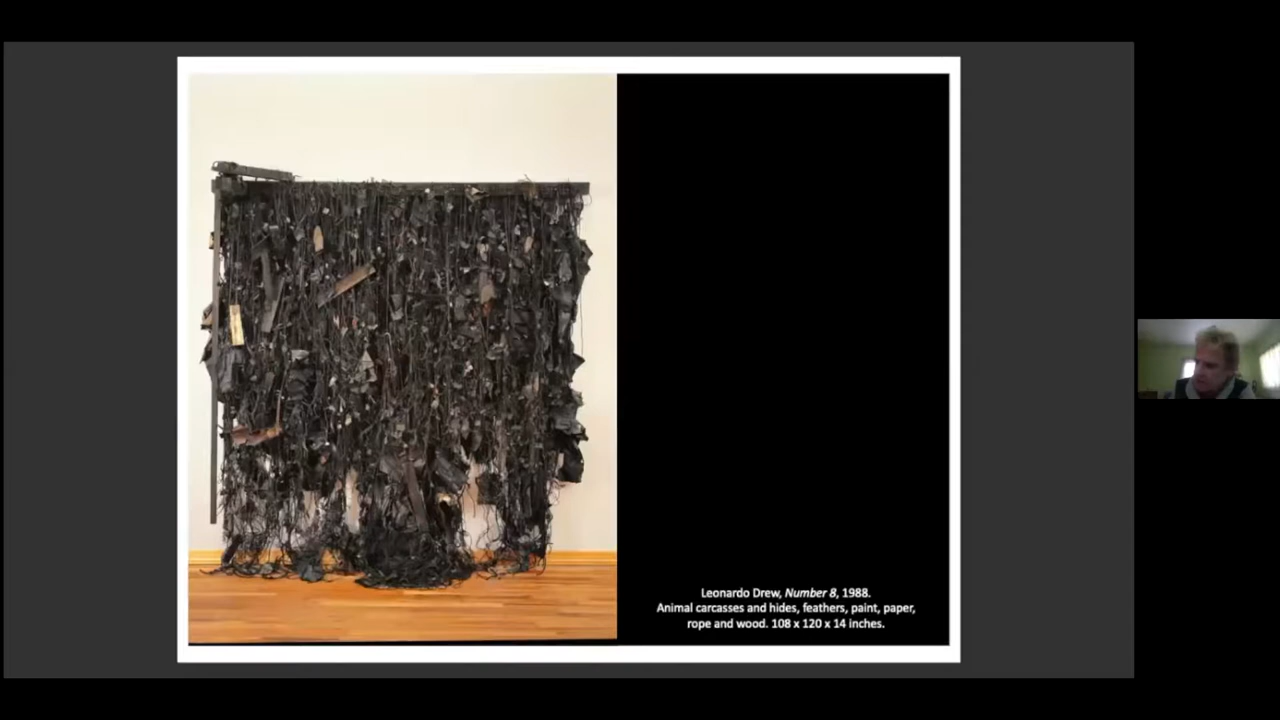 Leonardo Drew, Number 8, 1988.
Animal carcasses and hides, feathers, paint, paper,
rope and wood. 108 x 120 x 14 inches.